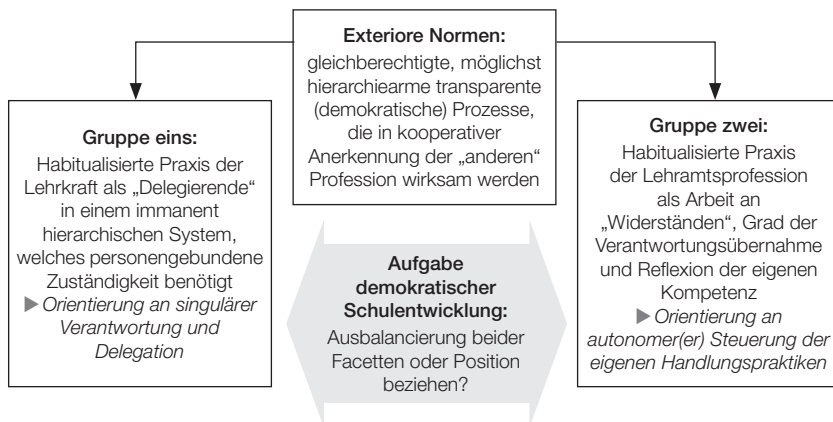 Exteriore Normen:
gleichberechtigte, möglichst
hierarchiearme transparente
(demokratische) Prozesse,
die in kooperativer
Anerkennung der „anderen“
Profession wirksam werden
Gruppe eins:
Habitualisierte Praxis der
Lehrkraft als „Delegierende“
in einem immanent
hierarchischen System,
welches personengebundene
Zuständigkeit benötigt
▶ Orientierung an singulärer
Verantwortung und
Delegation
Aufgabe
demokratischer
Schulentwicklung:
Ausbalancierung beider
Facetten oder Position
beziehen?
Gruppe zwei:
Habitualisierte Praxis
der Lehramtsprofession
als Arbeit an
„Widerständen“, Grad der
Verantwortungsübernahme
und Reflexion der eigenen
Kompetenz
▶ Orientierung an
autonomer(er) Steuerung der
eigenen Handlungspraktiken